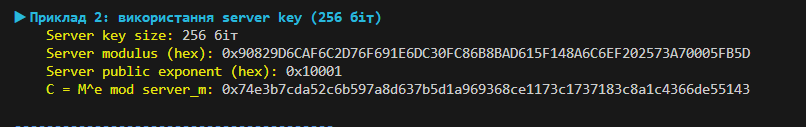 ▶Приклад 2: використання server key (256 біт)
Server key size: 256 біт
Server modulus (hex): 0x90829D6CAF6C2D76F691E6DC30FC86B8BAD615F148A6C6EF202573A70005FB5D
Server public exponent (hex): 0x10001
C = M^e mod server_m: 0x74e3b7cda52c6b597a8d637b5d1a969368ce1173c1737183c8a1c4366de55143
----------------------------------------